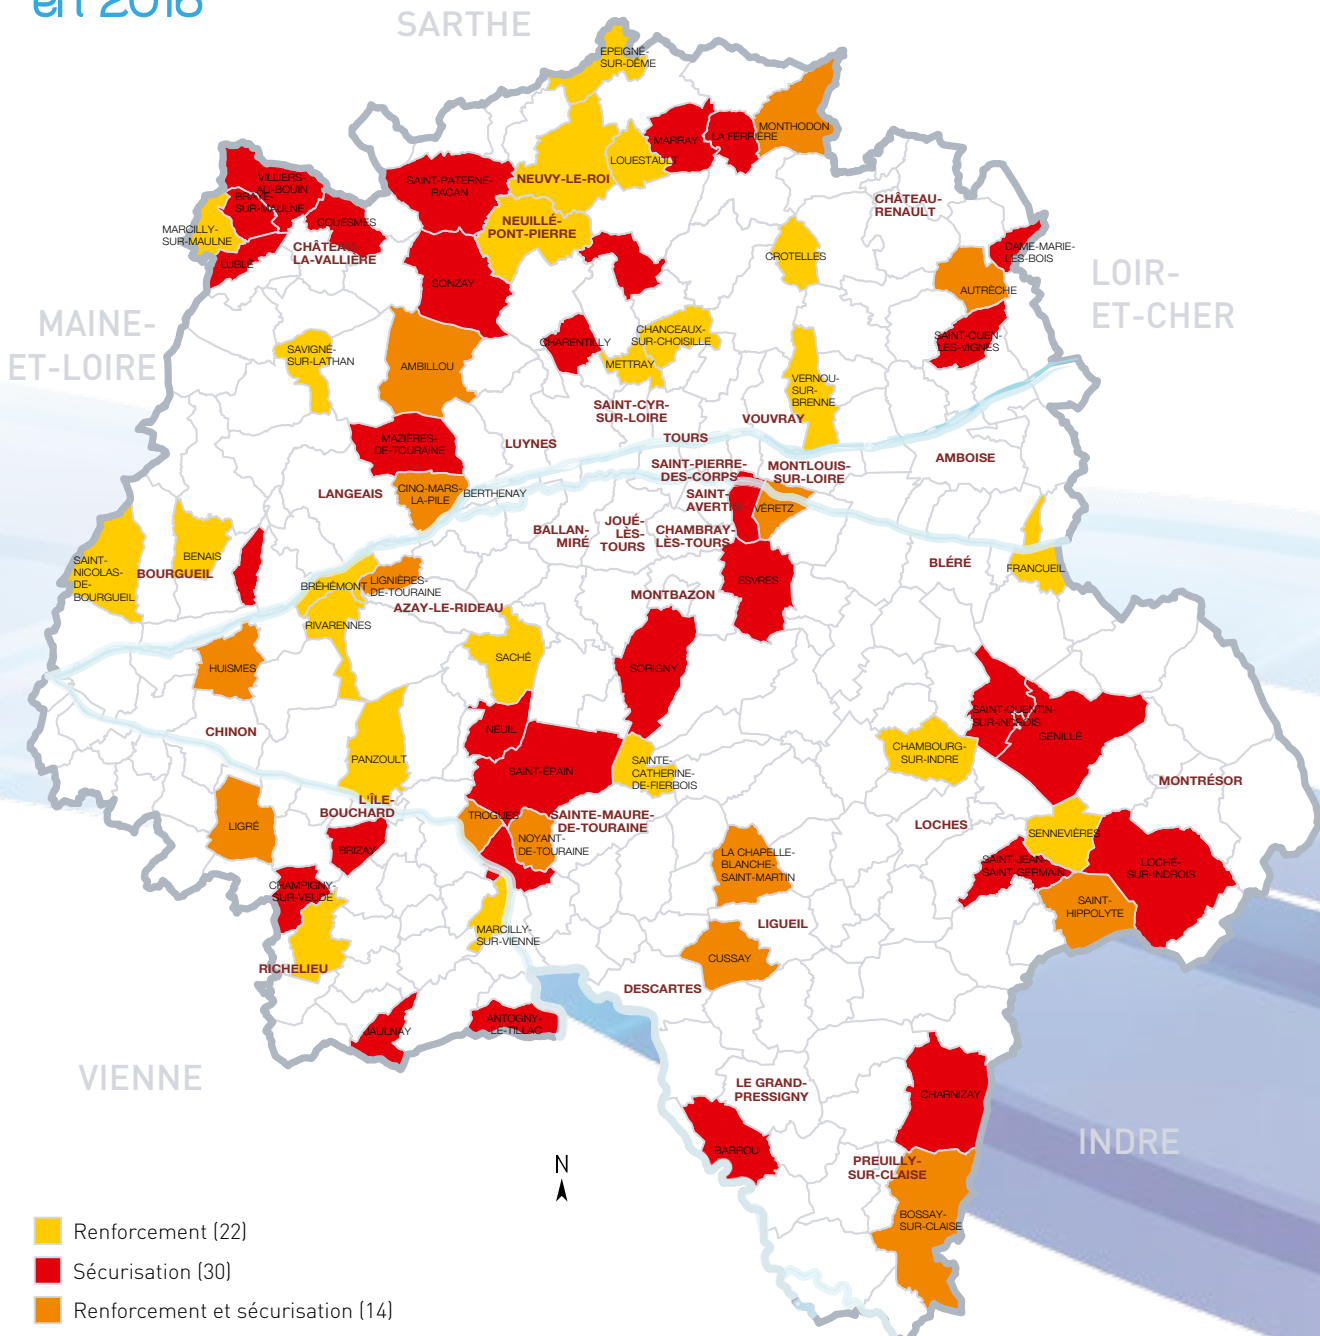 en 2016
SARTHE
EPEIGNÉ-
SUR-DÊME
MARRAY
LA FERRIÈRE
MONTHODON
LOUESTAULT
NEUVY-LE-ROI
VILLIERS-
AU-BOUIN
BRAYE-
SUR-MAULNE
SAINT-PATERNE-
RACAN
COUESMES
MARCILLY-
SUR-MAULNE
LUBLÉ
CHÂTEAU-
LA-VALLIÈRE
NEUILLÉ-
PONT-PIERRE
CHÂTEAU-
RENAULT
CROTELLES
DAME-MARIE-
LES-BOIS
AUTRÈCHE
LOIR-
ET-CHER
SONZAY
MAINE-
ET-LOIRE
SAVIGNÉ-
SUR-LATHAN
AMBILLOU
CHARENTILLY
CHANCEAUX-
SUR-CHOISILLE
METTRAY
SAINT-OUEN-
LES-VIGNES
VERNOU-
SUR-
BRENNE
SAINT-CYR-
SUR-LOIRE
VOUVRAY
MAZIÈRES-
DE-TOURAINE
LUYNES
TOURS
AMBOISE
SAINT-PIERRE-
DES-CORPS
MONTLOUIS-
SUR-LOIRE
LANGEAIS
CINQ-MARS-
LA-PILE
BERTHENAY
SAINT-
AVERTIN
VÉRETZ
BALLAN-
MIRÉ
JOUÉ-
LÈS-
TOURS
CHAMBRAY-
LÈS-TOURS
SAINT-
NICOLAS-
DE-
BOURGUEIL
BENAIS
BOURGUEIL
BRÉHÉMONT
LIGNIÈRES-
DE-TOURAINE
AZAY-LE-RIDEAU
RIVARENNES
ESVRES
MONTBAZON
BLÉRÉ
FRANCUEIL
HUISMES
SACHÉ
SORIGNY
CHINON
NEUIL
SAINT-QUENTIN-
SUR-INDROIS
GENILLÉ
PANZOULT
SAINT-ÉPAIN
SAINTE-
CATHERINE-
DE-FIERBOIS
CHAMBOURG-
SUR-INDRE
MONTRÉSOR
L'ÎLE-
BOUCHARD
LIGRÉ
BRIZAY
TROGUES
SAINTE-MAURE-
DE-TOURAINE
NOYANT-
DE-TOURAINE
LOCHES
SENNEVIÈRES
LA CHAPELLE-
BLANCHE-
SAINT-MARTIN
SAINT-JEAN-
SAINT-GERMAIN
LOCHÉ-
SUR-INDROIS
CHAMPIGNY-
SUR-VEUDE
SAINT-
HIPPOLYTE
MARCILLY-
SUR-VIENNE
LIGUEIL
RICHELIEU
CUSSAY
DESCARTES
JAULNAY
ANTOGNY-
LE-TILLAC
VIENNE
LE GRAND-
PRESSIGNY
CHARNIZAY
BARROU
INDRE
PREUILLY-
SUR-CLAISE
N
BOSSAY-
SUR-CLAISE
Renforcement (22)
Sécurisation (30)
Renforcement et sécurisation (14)